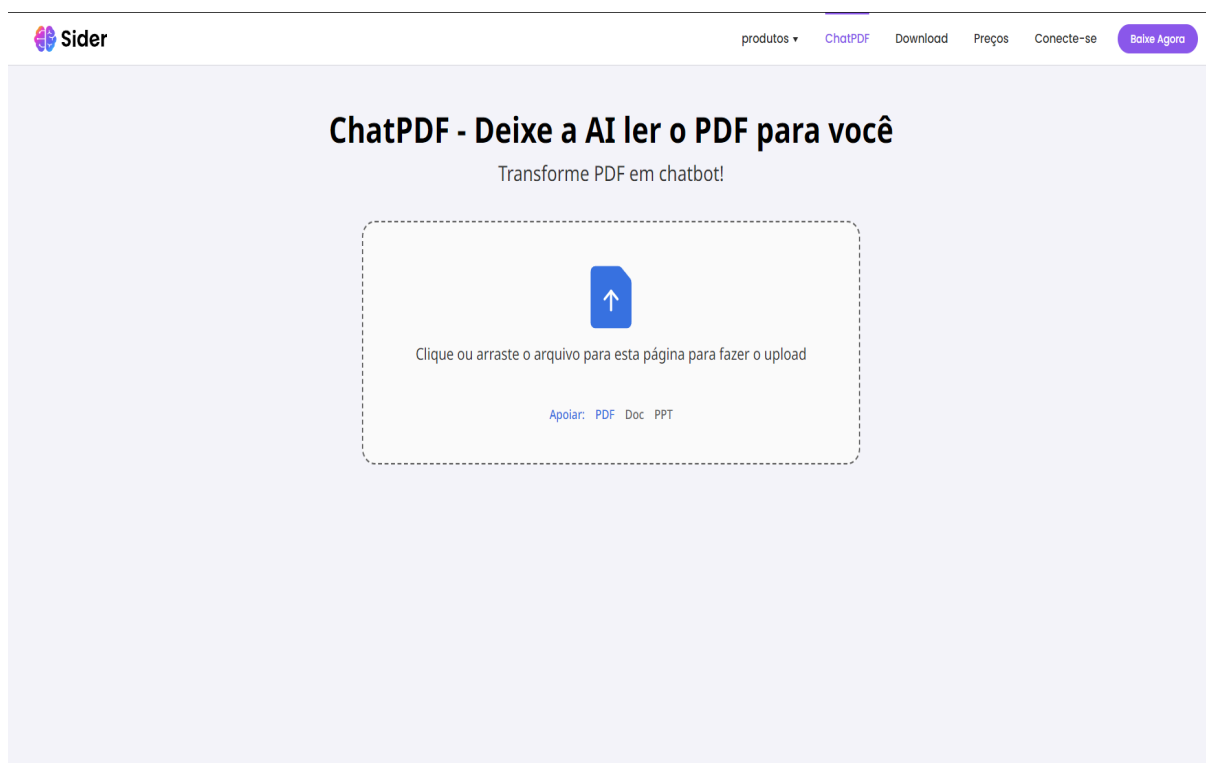 Sider
produtos ▾ ChatPDF Download Preços Conecte-se Baixe Agora
ChatPDF - Deixe a AI ler o PDF para você
Transforme PDF em chatbot!
Clique ou arraste o arquivo para esta página para fazer o upload
Apoiar: PDF Doc PPT